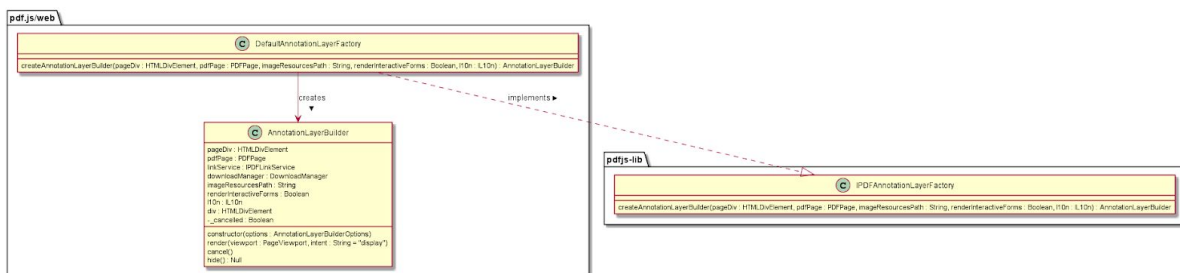 pdf.js/web
C DefaultAnnotationLayerFactory
createAnnotationLayerBuilder(pageDiv : HTMLDivElement, pdfPage : PDFPage, imageResourcesPath : String, renderInteractiveForms : Boolean, l10n : IL10n) : AnnotationLayerBuilder
creates
implements
C AnnotationLayerBuilder
pageDiv : HTMLDivElement
pdfPage : PDFPage
linkService : IPDFLinkService
downloadManager : DownloadManager
imageResourcesPath : String
renderInteractiveForms : Boolean
l10n : IL10n
div : HTMLDivElement
-_cancelled : Boolean
constructor(options : AnnotationLayerBuilderOptions)
render(viewport : PageViewport, intent : String = "display")
cancel()
hide() : Null
pdfjs-lib
C IPDFAnnotationLayerFactory
createAnnotationLayerBuilder(pageDiv : HTMLDivElement, pdfPage : PDFPage, imageResourcesPath : String, renderInteractiveForms : Boolean, l10n : IL10n) : AnnotationLayerBuilder